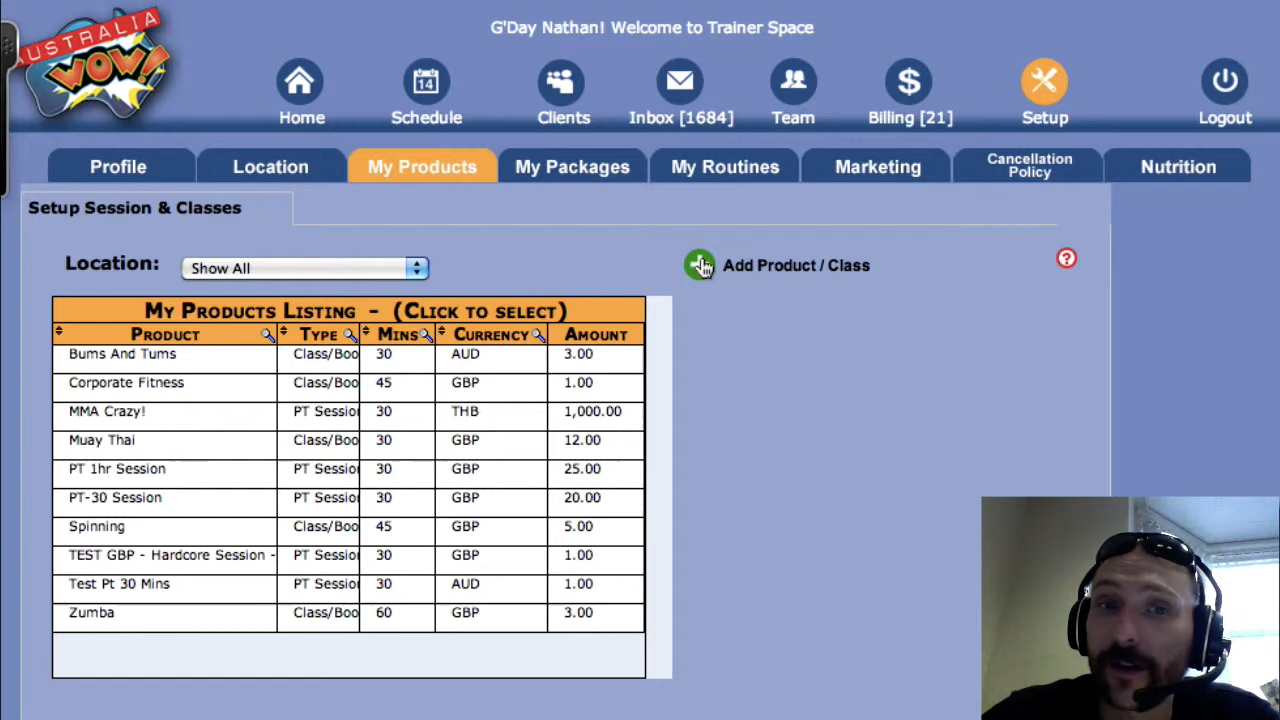 AUSTRALIA
WOW!
G'Day Nathan! Welcome to Trainer Space
14
$
Home Schedule Clients Inbox [1684] Team Billing [21] Setup Logout
Profile Location My Products My Packages My Routines Marketing Cancellation Policy Nutrition
Setup Session & Classes
Location: Show All Add Product / Class ?
My Products Listing - (Click to select)
Product Type Mins Currency Amount
Bums And Tums Class/Boo 30 AUD 3.00
Corporate Fitness Class/Boo 45 GBP 1.00
MMA Crazy! PT Session 30 THB 1,000.00
Muay Thai Class/Boo 30 GBP 12.00
PT 1hr Session PT Session 30 GBP 25.00
PT-30 Session PT Session 30 GBP 20.00
Spinning Class/Boo 45 GBP 5.00
TEST GBP - Hardcore Session - PT Session 30 GBP 1.00
Test Pt 30 Mins PT Session 30 AUD 1.00
Zumba Class/Boo 60 GBP 3.00